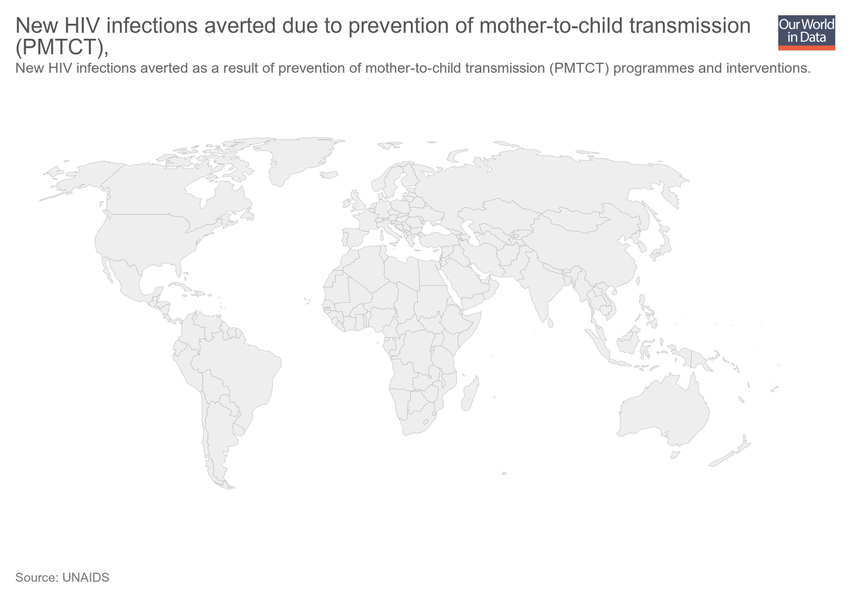 New HIV infections averted due to prevention of mother-to-child transmission
(PMTCT),
Our World
in Data
New HIV infections averted as a result of prevention of mother-to-child transmission (PMTCT) programmes and interventions.
Source: UNAIDS